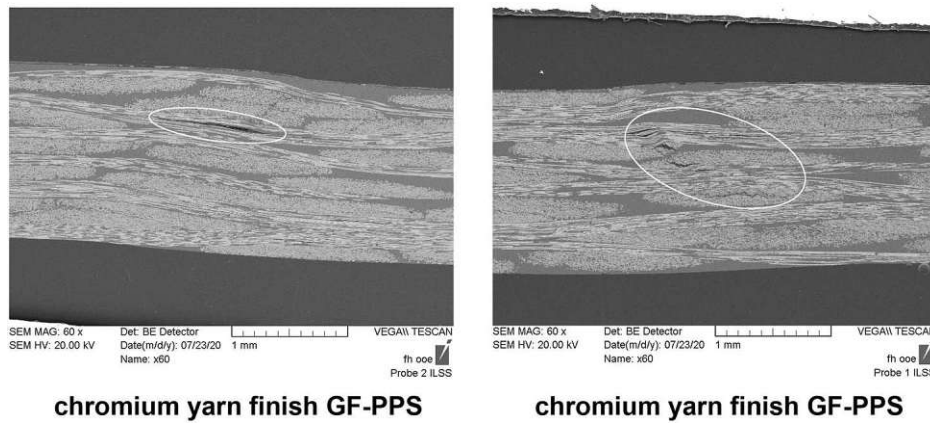 SEM MAG: 60 x Det: BE Detector VEGA\\ TESCAN
SEM HV: 20.00 kV Date(m/d/y): 07/23/20 1 mm
Name: x60 fh ooe
Probe 2 ILSS
chromium yarn finish GF-PPS
SEM MAG: 60 x Det: BE Detector VEGA\\ TESCAN
SEM HV: 20.00 kV Date(m/d/y): 07/23/20 1 mm
Name: x60 fh ooe
Probe 1 ILSS
chromium yarn finish GF-PPS